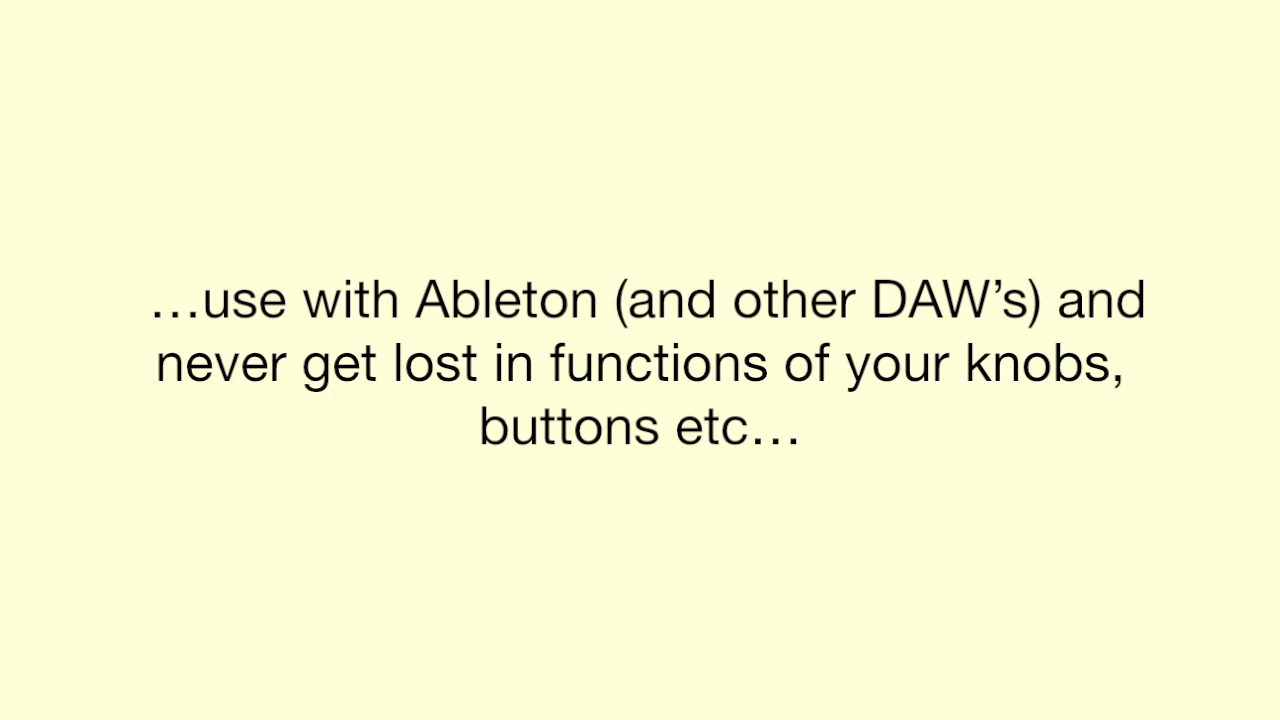 …use with Ableton (and other DAW’s) and
never get lost in functions of your knobs,
buttons etc…